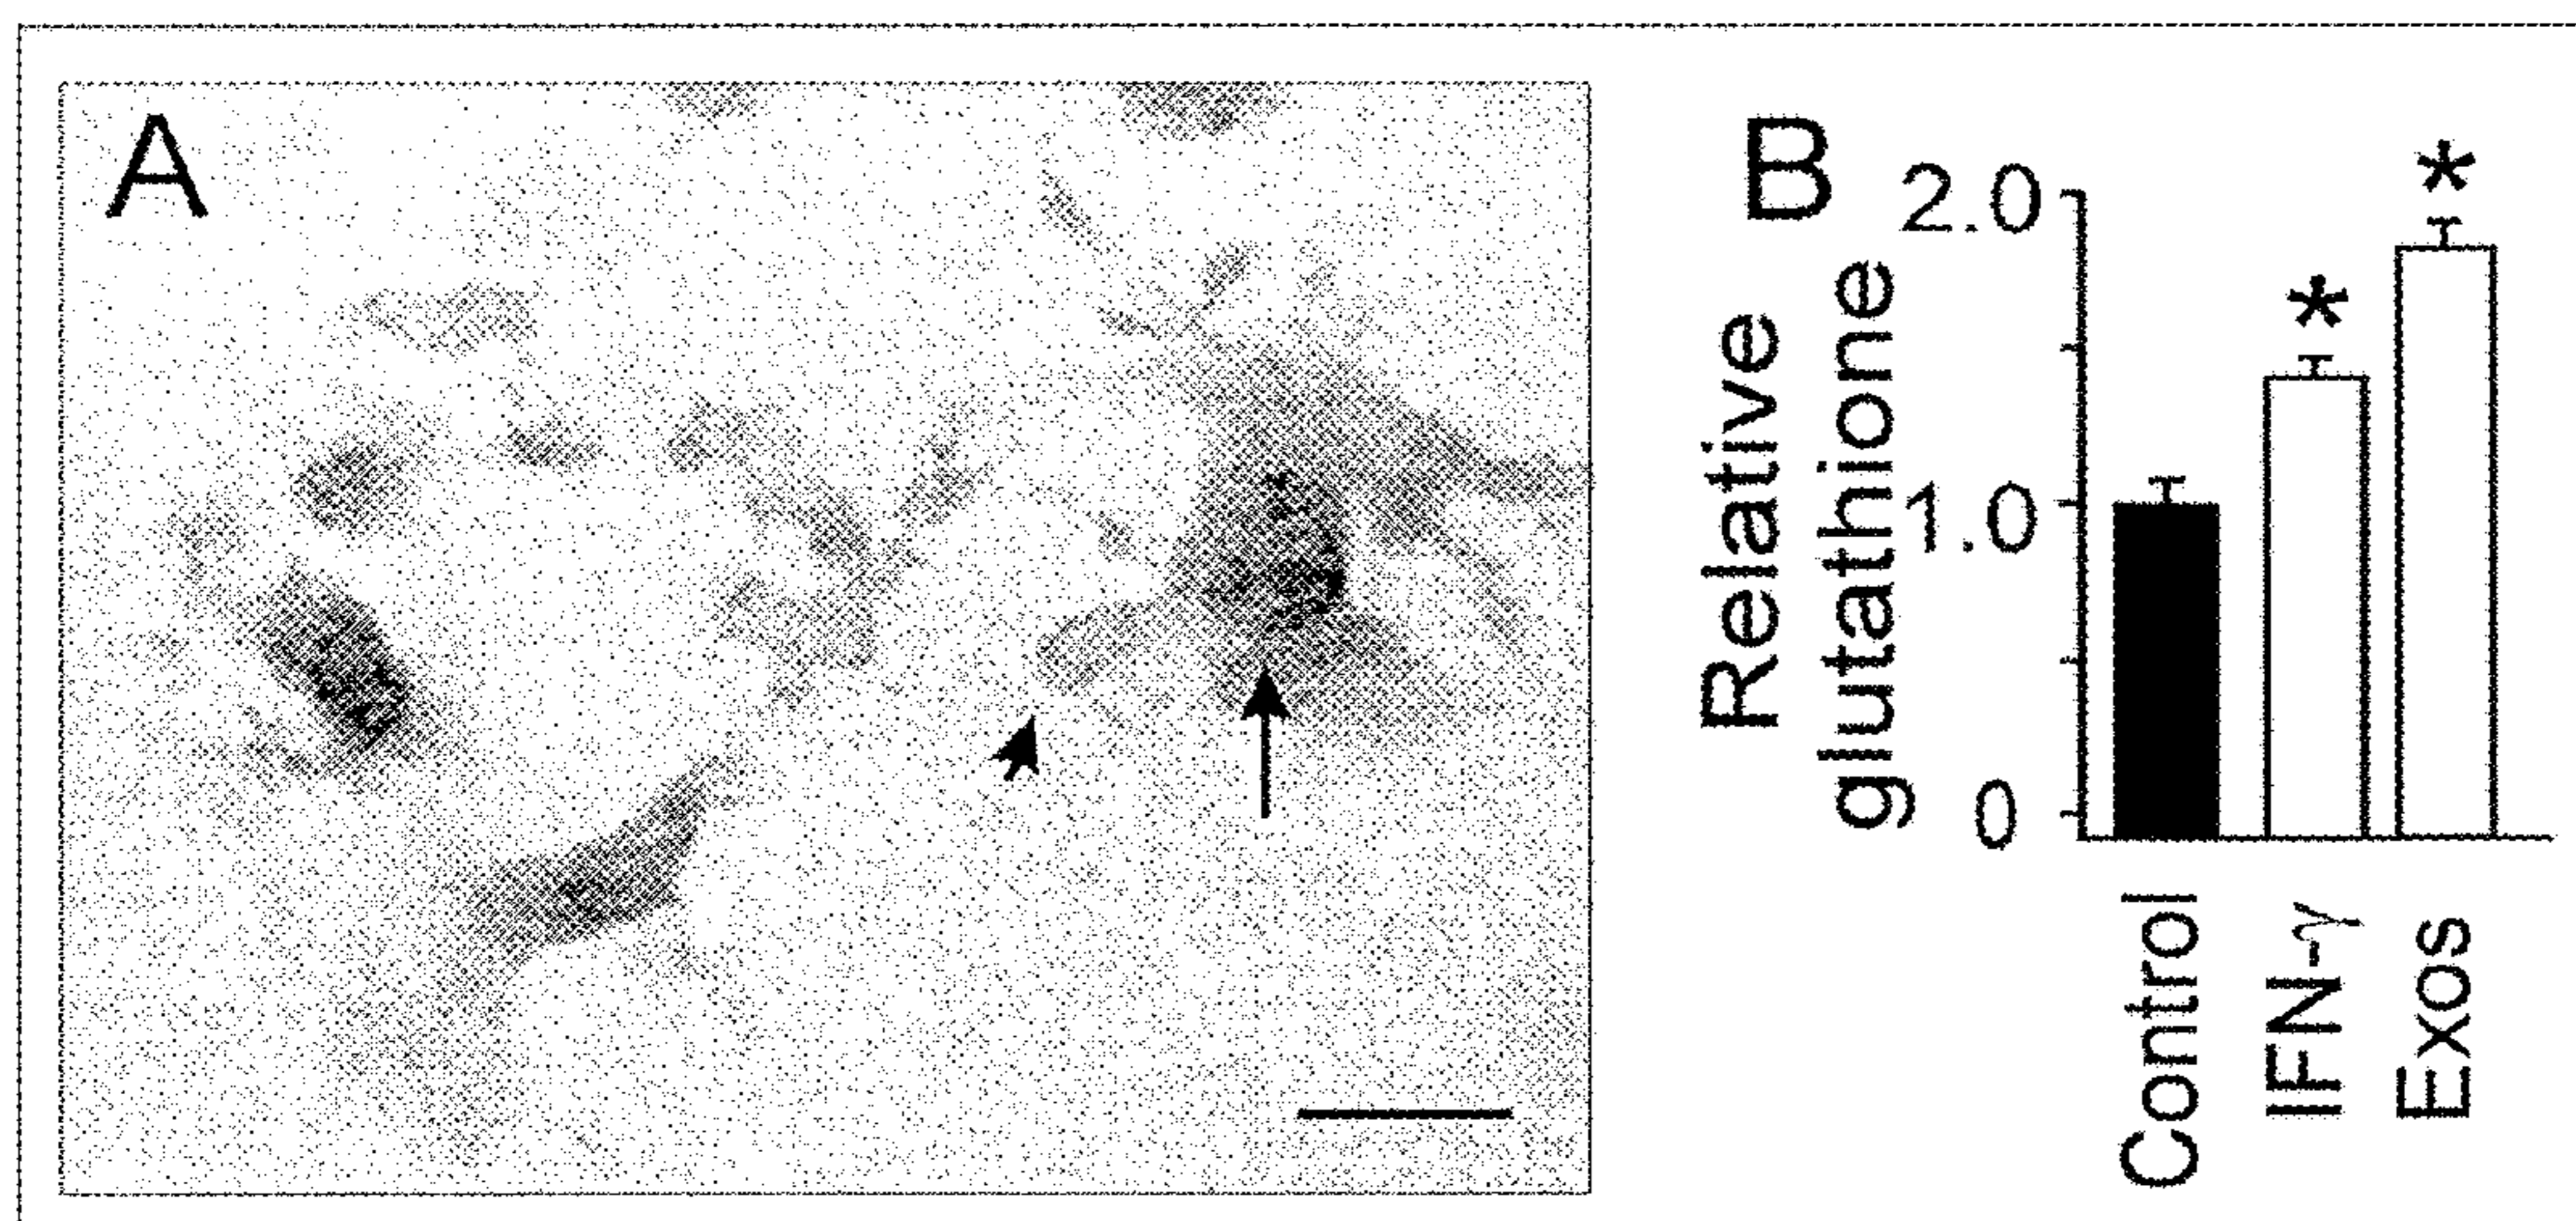 A
B
2.0
1.0
0
Relative
glutathione
*
*
Control
IFN-γ
Exos